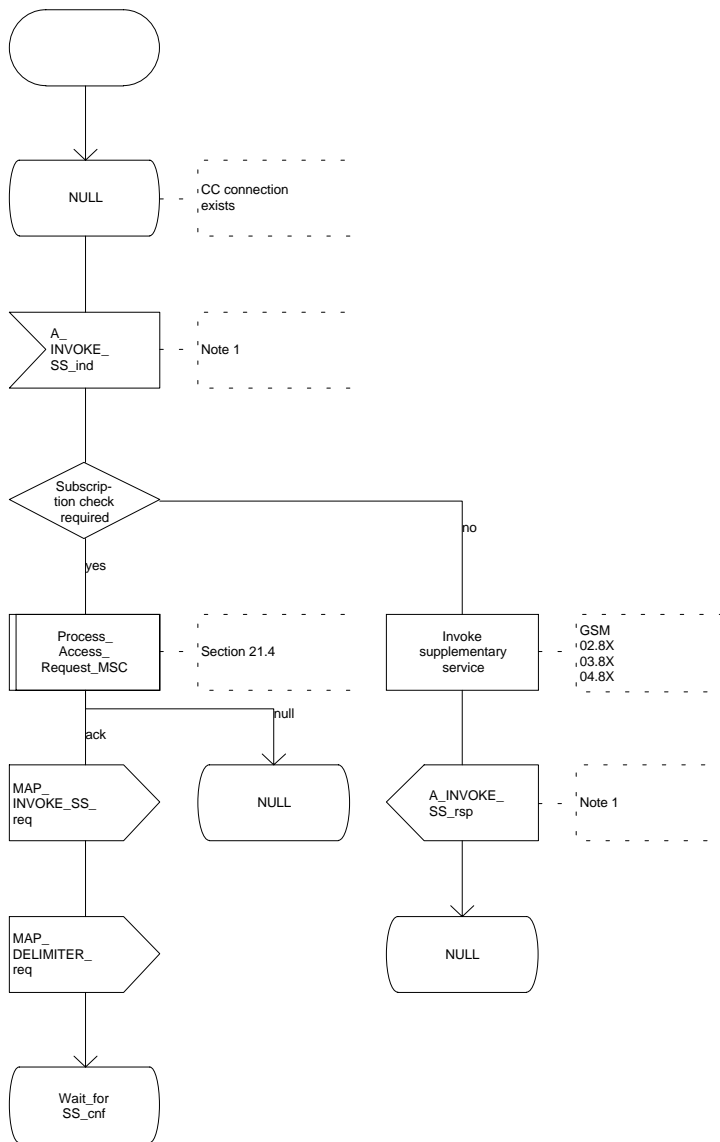 NULL
CC connection
exists
A_
INVOKE_
SS_ind
Note 1
Subscrip-
tion check
required
no
yes
Process_
Access_
Request_MSC
Section 21.4
Invoke
supplementary
service
GSM
02.8X
03.8X
04.8X
null
ack
MAP_
INVOKE_SS_
req
NULL
A_INVOKE_
SS_rsp
Note 1
MAP_
DELIMITER_
req
NULL
Wait_for
SS_cnf